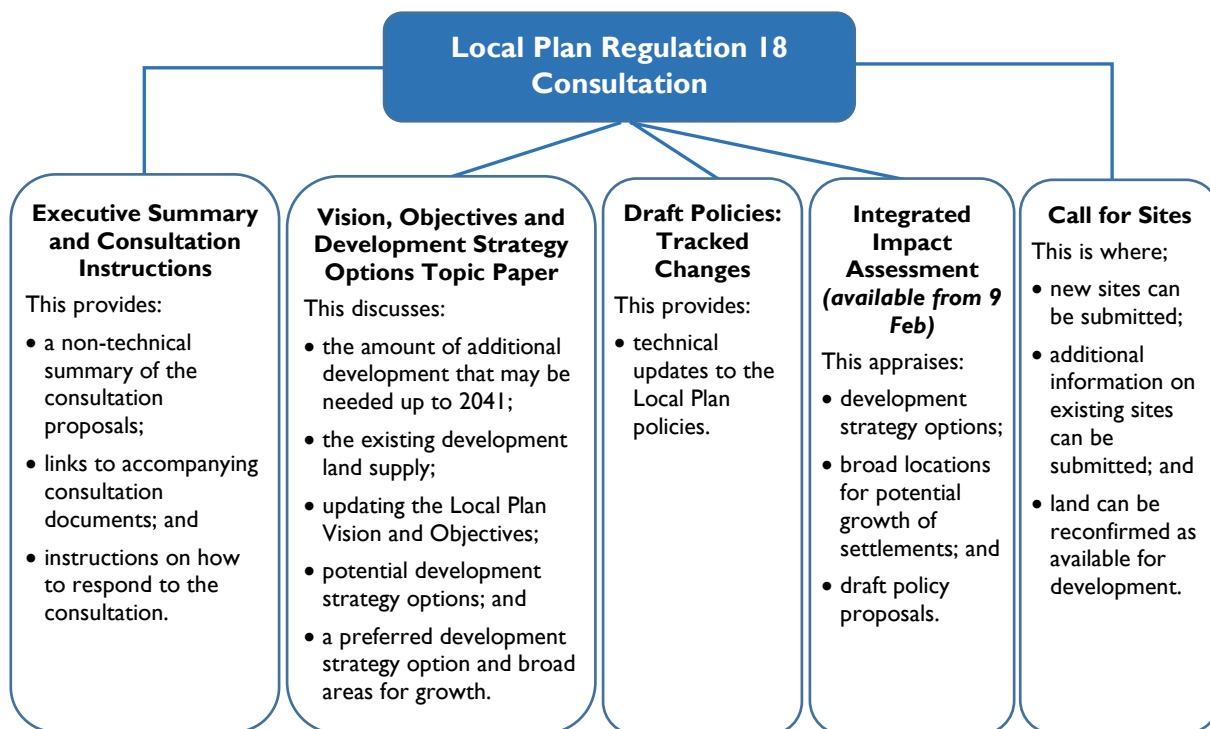 Local Plan Regulation 18
Consultation
Executive Summary
and Consultation
Instructions
This provides:
• a non-technical
summary of the
consultation
proposals;
• links to accompanying
consultation
documents; and
• instructions on how
to respond to the
consultation.
Vision, Objectives and
Development Strategy
Options Topic Paper
This discusses:
• the amount of additional
development that may be
needed up to 2041;
• the existing development
land supply;
• updating the Local Plan
Vision and Objectives;
• potential development
strategy options; and
• a preferred development
strategy option and broad
areas for growth.
Draft Policies:
Tracked
Changes
This provides:
• technical
updates to the
Local Plan
policies.
Integrated
Impact
Assessment
(available from 9
Feb)
This appraises:
• development
strategy options;
• broad locations
for potential
growth of
settlements; and
• draft policy
proposals.
Call for Sites
This is where;
• new sites can
be submitted;
• additional
information on
existing sites
can be
submitted; and
• land can be
reconfirmed as
available for
development.